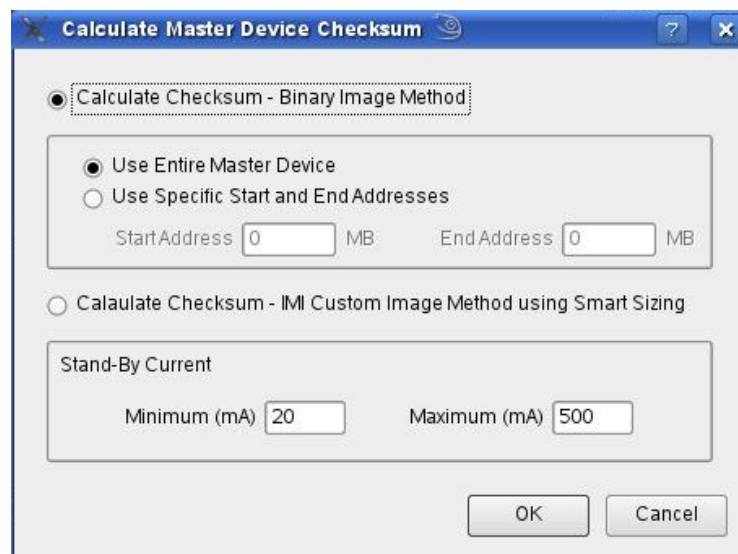 Calculate Master Device Checksum
Calculate Checksum - Binary Image Method
Use Entire Master Device
Use Specific Start and End Addresses
Start Address 0 MB End Address 0 MB
Calaulate Checksum - IMI Custom Image Method using Smart Sizing
Stand-By Current
Minimum (mA) 20 Maximum (mA) 500
OK Cancel